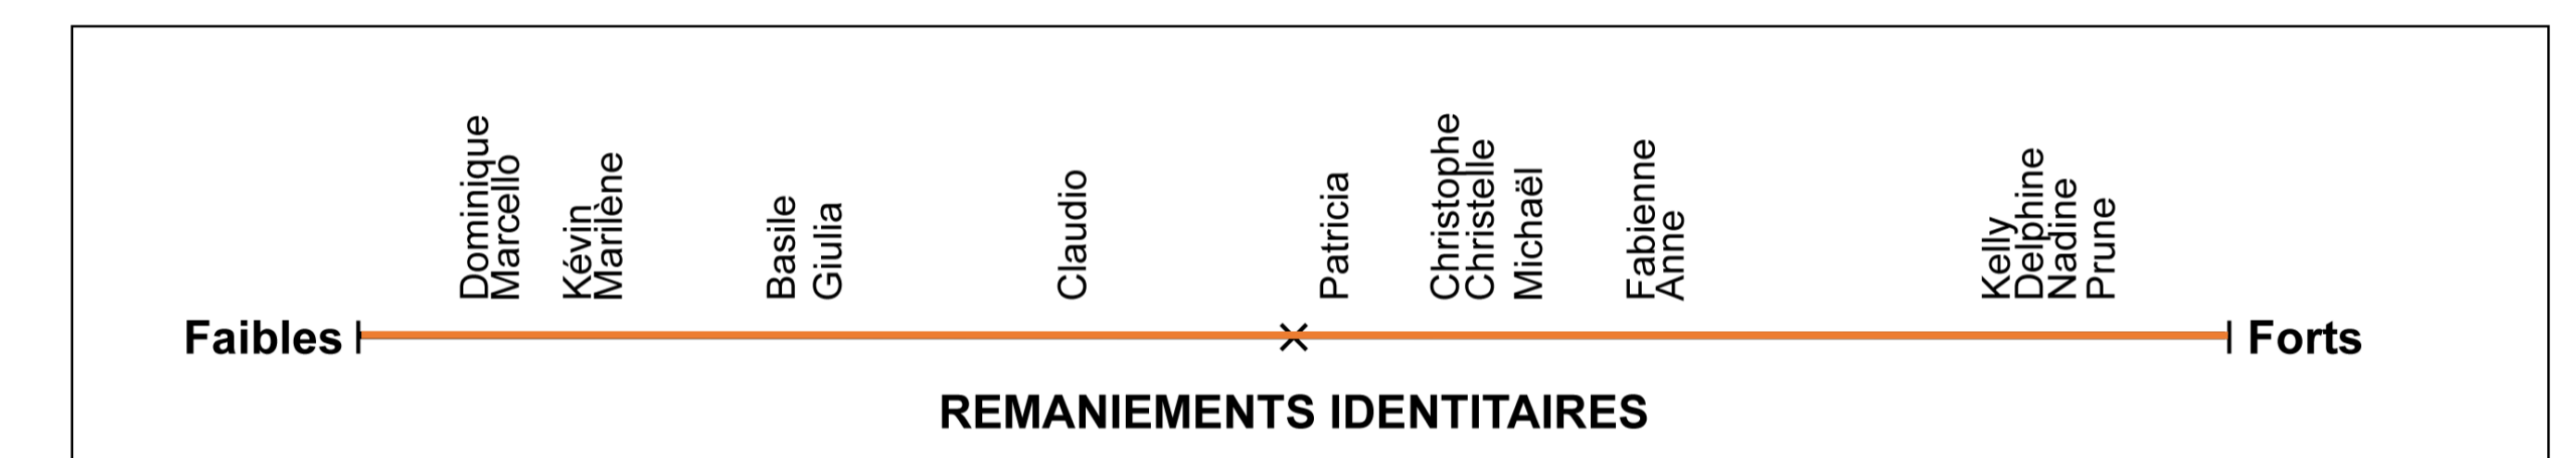 Dominique
Marcello
Kévin
Marilène
Basile
Giulia
Claudio
Patricia
Christophe
Christelle
Michaël
Fabienne
Anne
Kelly
Delphine
Nadine
Prune
Faibles
Forts
REMANIEMENTS IDENTITAIRES